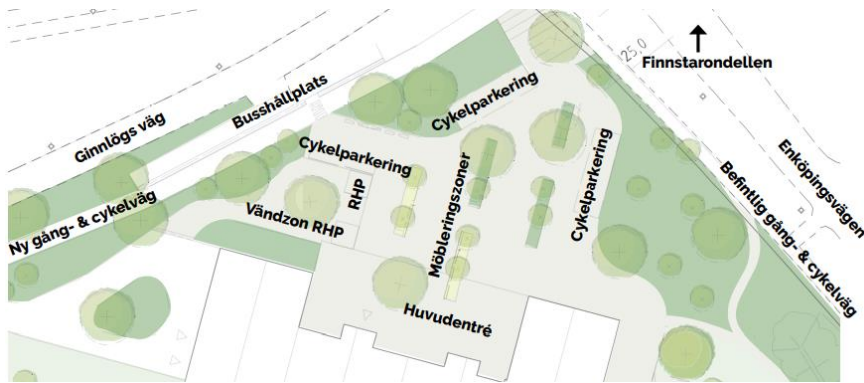 25,0
Finnstarondellen
Ginnlögs väg
Busshållplats
Cykelparkering
Cykelparkering
Cykelparkering
RHP
Möbleringszoner
Enköpingsvägen
Befintlig gång- & cykelväg
Ny gång- & cykelväg
Vändzon RHP
Huvudentré